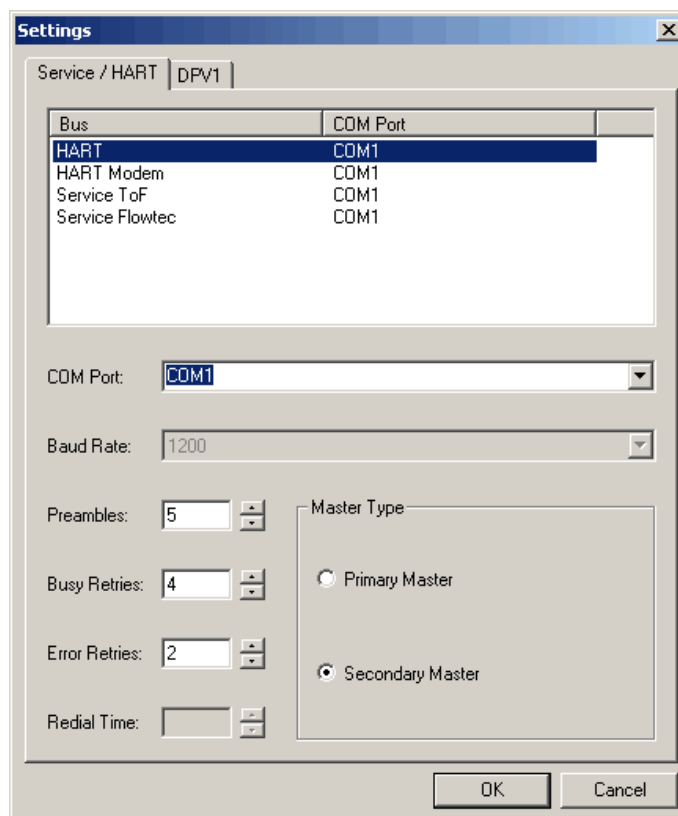 Settings
Service / HART DPV1
Bus COM Port
HART COM1
HART Modem COM1
Service ToF COM1
Service Flowtec COM1
COM Port: COM1
Baud Rate: 1200
Preambles: 5
Master Type
Primary Master
Busy Retries: 4
Error Retries: 2
Secondary Master
Redial Time:
OK Cancel